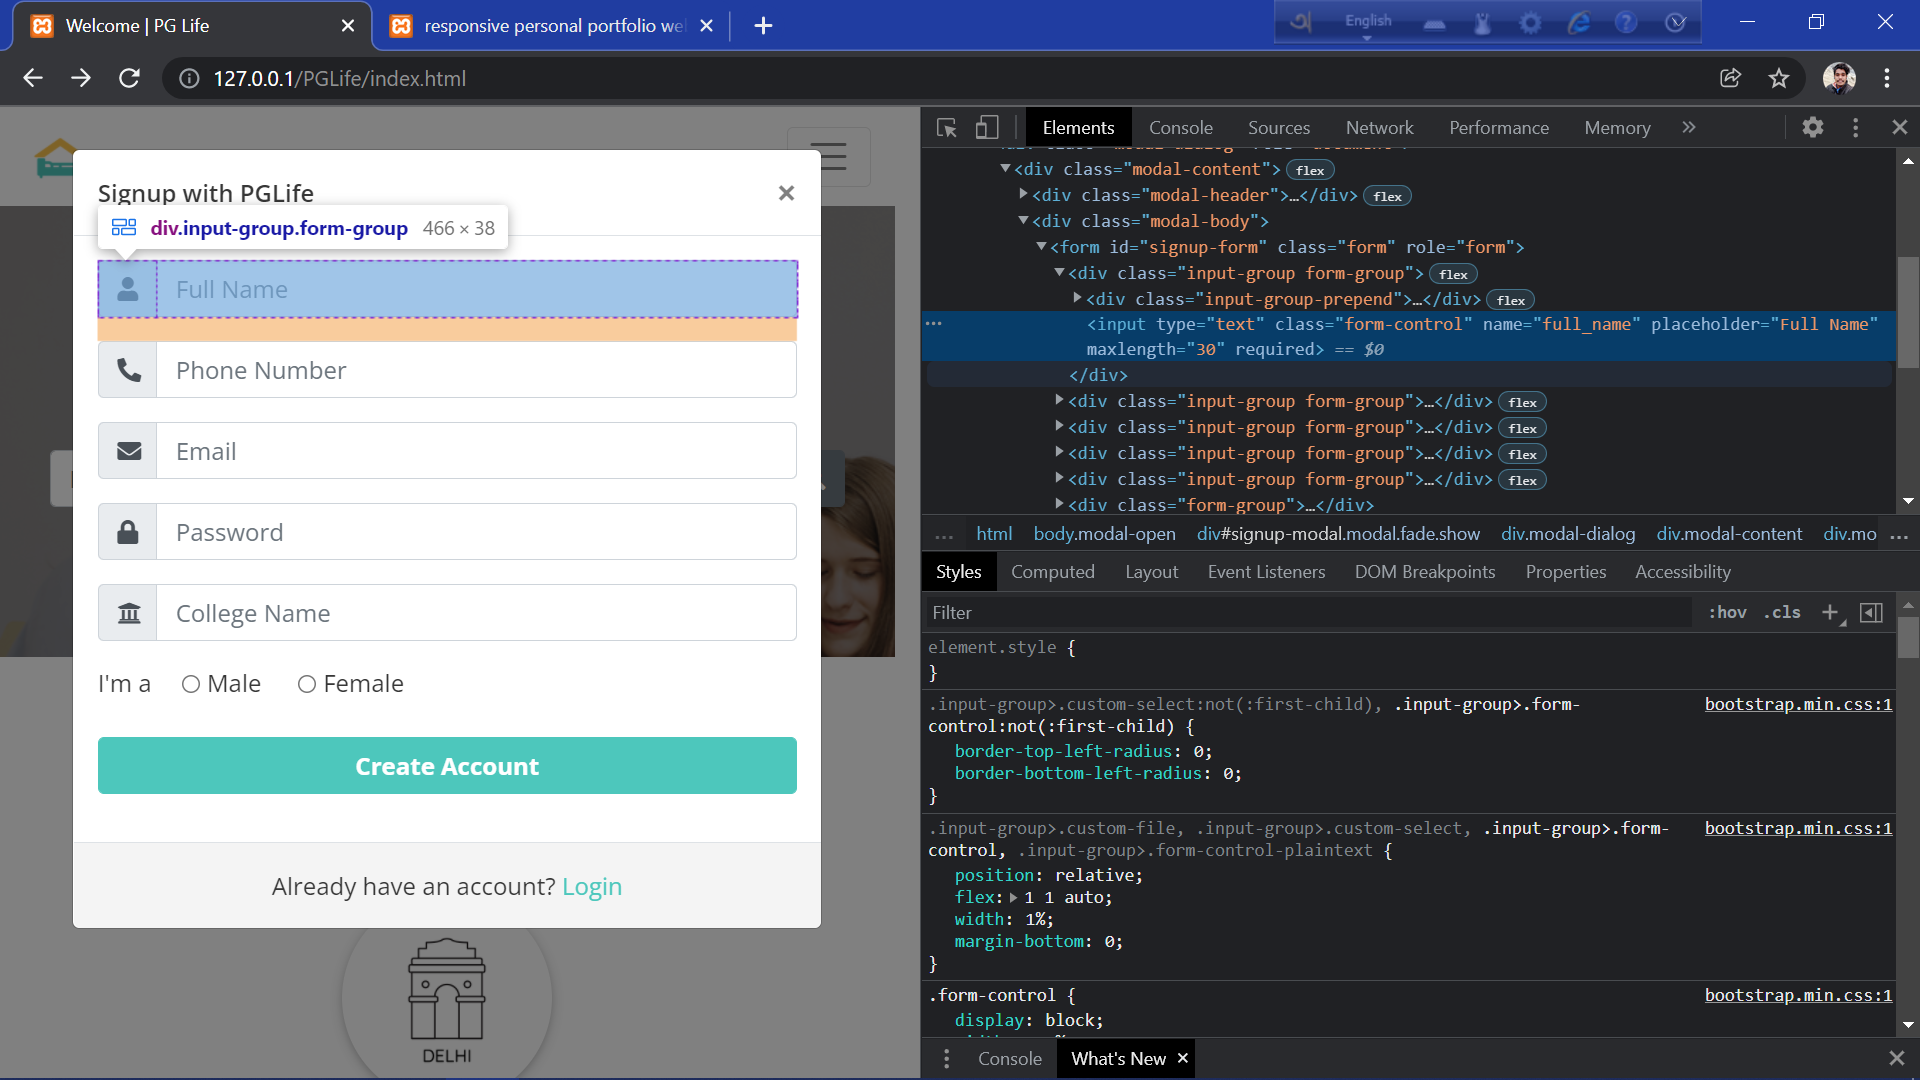 Welcome | PG Life
responsive personal portfolio we
English
127.0.0.1/PGLife/index.html
Signup with PGLife
×
div.input-group.form-group 466 × 38
Full Name
Phone Number
Email
Password
College Name
I'm a Male Female
Create Account
Already have an account? Login
DELHI
Elements Console Sources Network Performance Memory »
<div class="modal-content"> flex
<div class="modal-header">…</div> flex
<div class="modal-body">
<form id="signup-form" class="form" role="form">
<div class="input-group form-group"> flex
<div class="input-group-prepend">…</div> flex
<input type="text" class="form-control" name="full_name" placeholder="Full Name"
maxlength="30" required> == $0
</div>
<div class="input-group form-group">…</div> flex
<div class="input-group form-group">…</div> flex
<div class="input-group form-group">…</div> flex
<div class="input-group form-group">…</div> flex
<div class="form-group">…</div>
... html body.modal-open div#signup-modal.modal.fade.show div.modal-dialog div.modal-content div.mo ...
Styles Computed Layout Event Listeners DOM Breakpoints Properties Accessibility
Filter :hov .cls +
element.style {
}
.input-group>.custom-select:not(:first-child), .input-group>.form- bootstrap.min.css:1
control:not(:first-child) {
border-top-left-radius: 0;
border-bottom-left-radius: 0;
}
.input-group>.custom-file, .input-group>.custom-select, .input-group>.form- bootstrap.min.css:1
control, .input-group>.form-control-plaintext {
position: relative;
flex: 1 1 auto;
width: 1%;
margin-bottom: 0;
}
.form-control { bootstrap.min.css:1
display: block;
Console What's New ×